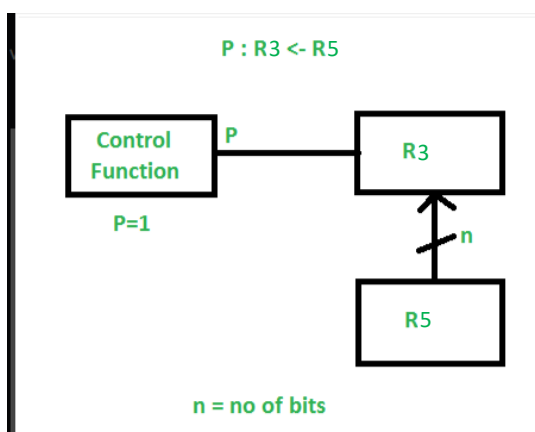 P : R3 <- R5
Control
Function
P
R3
P=1
n
R5
n = no of bits